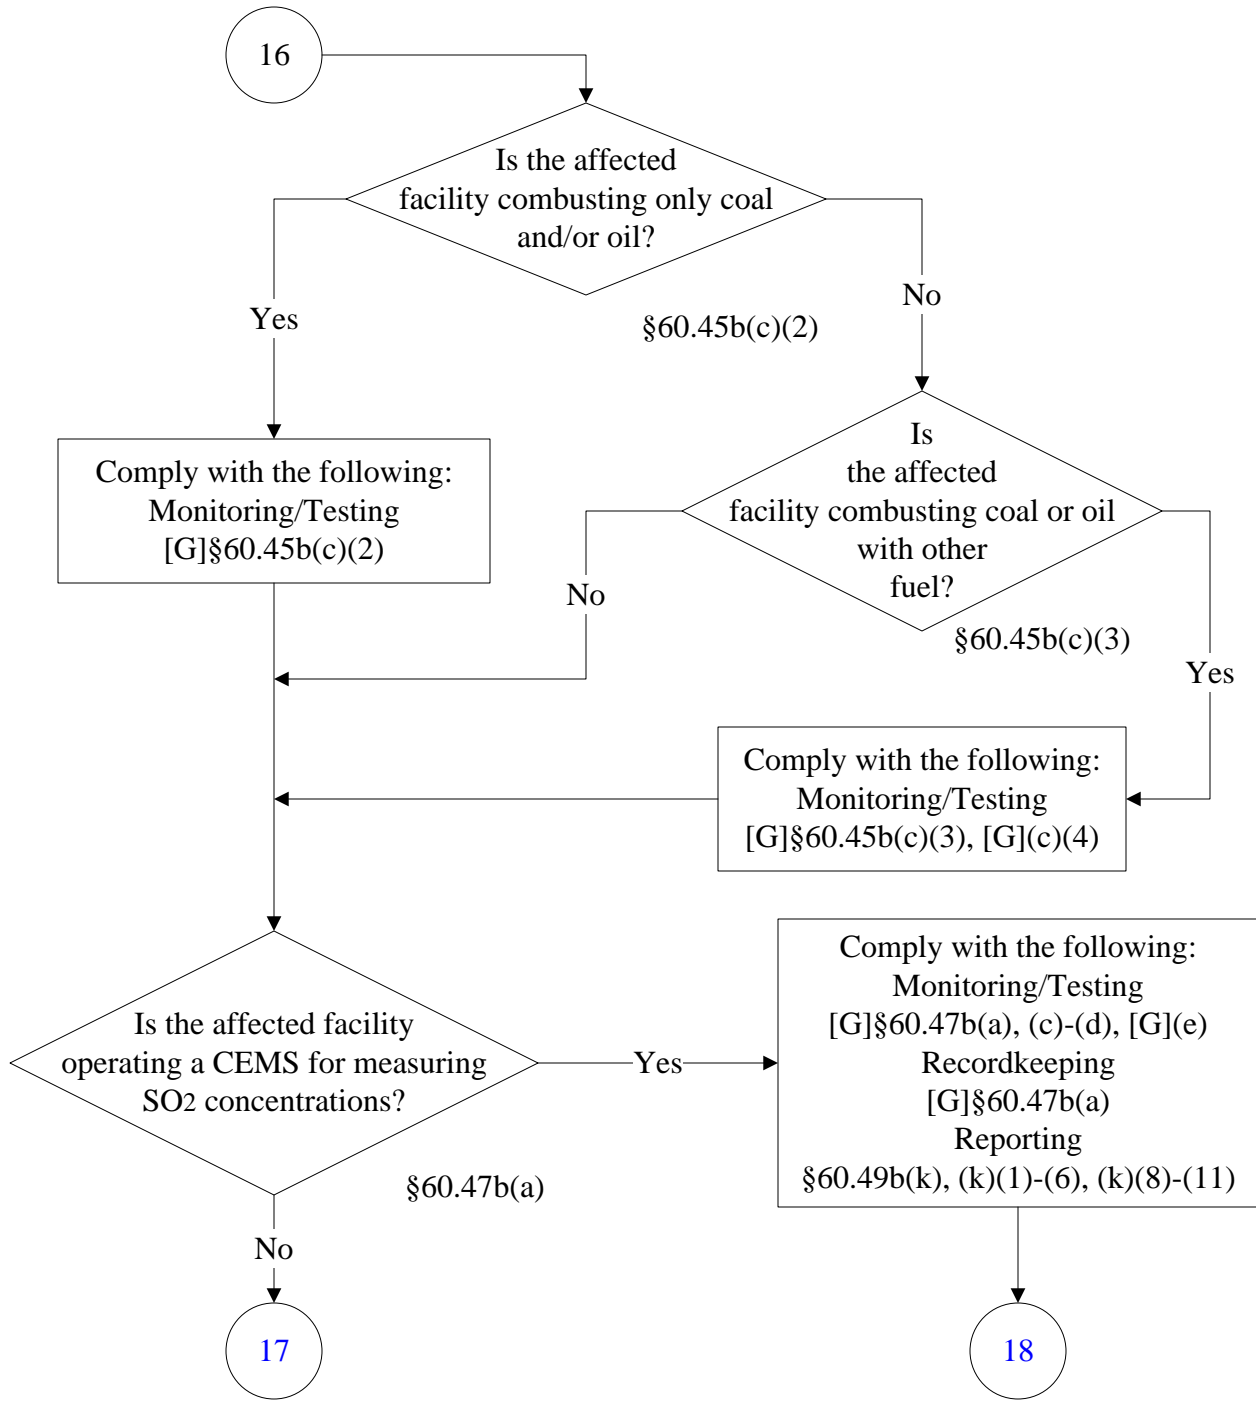 16
Is the affected
facility combusting only coal
and/or oil?
§60.45b(c)(2)
Yes
No
Comply with the following:
Monitoring/Testing
[G]§60.45b(c)(2)
Is
the affected
facility combusting coal or oil
with other
fuel?
§60.45b(c)(3)
No
Yes
Comply with the following:
Monitoring/Testing
[G]§60.45b(c)(3), [G](c)(4)
Is the affected facility
operating a CEMS for measuring
SO2 concentrations?
§60.47b(a)
Yes
No
Comply with the following:
Monitoring/Testing
[G]§60.47b(a), (c)-(d), [G](e)
Recordkeeping
[G]§60.47b(a)
Reporting
§60.49b(k), (k)(1)-(6), (k)(8)-(11)
17
18